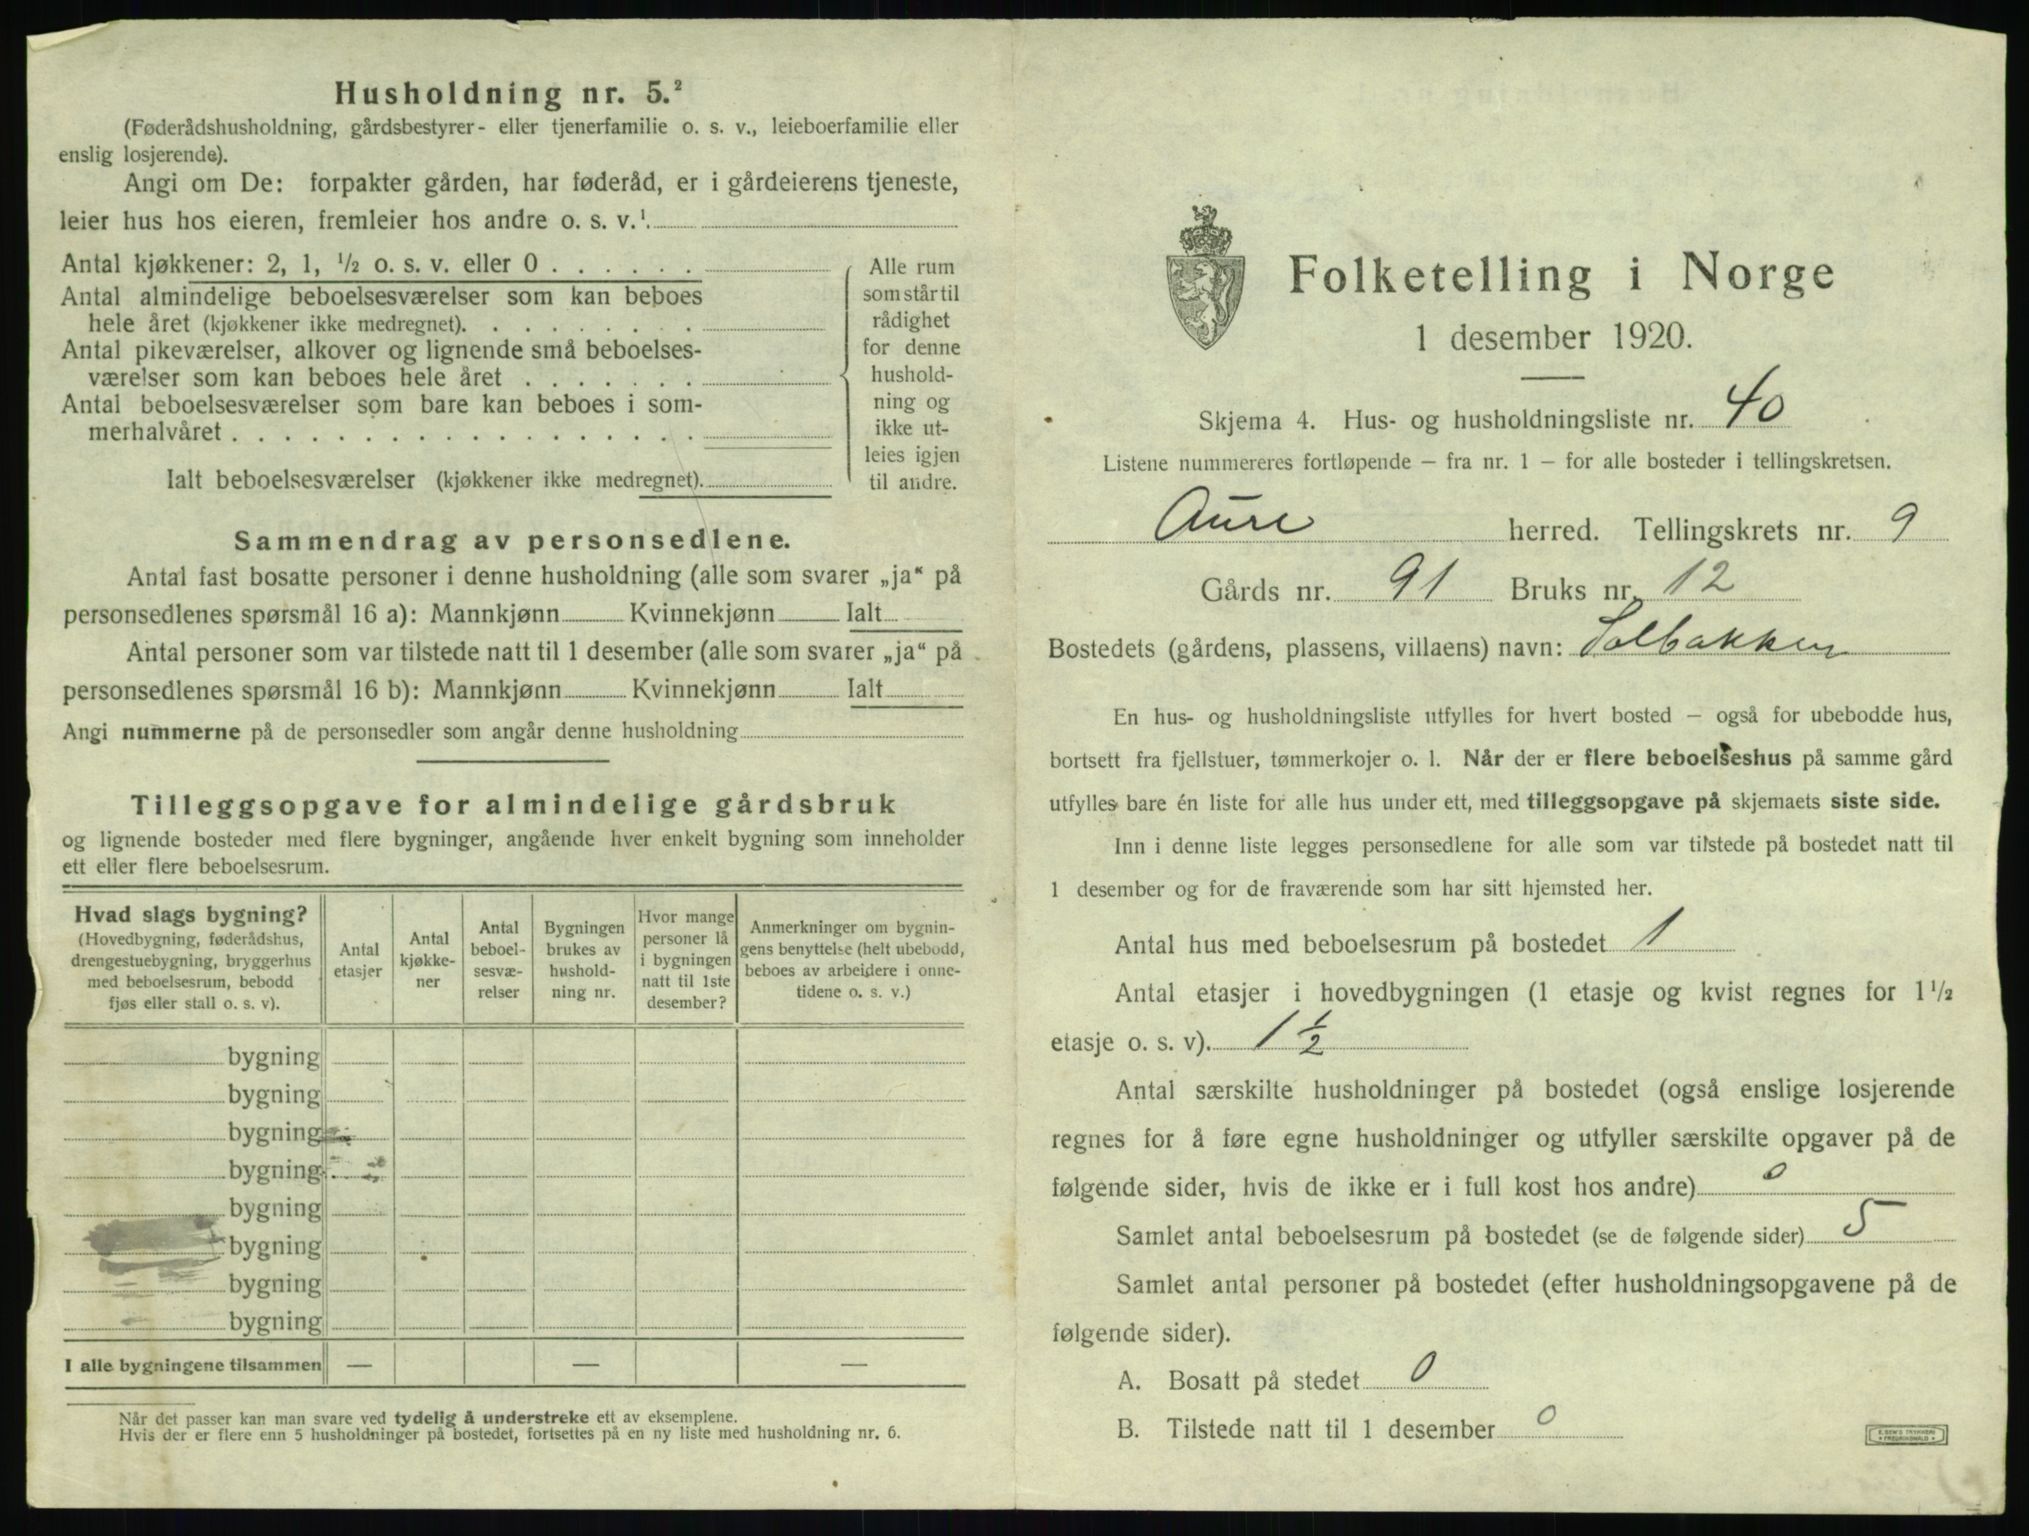 Husholdning nr. 5.²
(Føderådshusholdning, gårdsbestyrer- eller tjenerfamilie o. s. v., leieboerfamilie eller
enslig losjerende).
Angi om De: forpakter gården, har føderåd, er i gårdeierens tjeneste,
leier hus hos eieren, fremleier hos andre o. s. v.¹.
Antal kjøkkener: 2, 1, ½ o. s. v. eller 0 . . . . . .
Antal almindelige beboelsesværelser som kan beboes
hele året (kjøkkener ikke medregnet). . . . . . . . .
Antal pikeværelser, alkover og lignende små beboelses-
værelser som kan beboes hele året . . . . . . .
Antal beboelsesværelser som bare kan beboes i som-
merhalvåret . . . . . . . . . . . . . . . . . .
Ialt beboelsesværelser (kjøkkener ikke medregnet).
Alle rum
som står til
rådighet
for denne
hushold-
ning og
ikke ut-
leies igjen
til andre.
Sammendrag av personsedlene.
Antal fast bosatte personer i denne husholdning (alle som svarer „ja“ på
personsedlenes spørsmål 16 a): Mannkjønn Kvinnekjønn Ialt
Antal personer som var tilstede natt til 1 desember (alle som svarer „ja“ på
personsedlenes spørsmål 16 b): Mannkjønn Kvinnekjønn Ialt
Angi nummerne på de personsedler som angår denne husholdning
Tilleggsopgave for almindelige gårdsbruk
og lignende bosteder med flere bygninger, angående hver enkelt bygning som inneholder
ett eller flere beboelsesrum.
Hvad slags bygning?
(Hovedbygning, føderådshus,
drengestuebygning, bryggerhus
med beboelsesrum, bebodd
fjøs eller stall o. s. v).
Antal
etasjer
Antal
kjøkke-
ner
Antal
beboel-
sesvæ-
relser
Bygningen
brukes av
hushold-
ning nr.
Hvor mange
personer lå
i bygningen
natt til 1ste
desember?
Anmerkninger om bygnin-
gens benyttelse (helt ubebodd,
beboes av arbeidere i onne-
tidene o. s. v.)
bygning
bygning
bygning
bygning
bygning
bygning
bygning
bygning
I alle bygningene tilsammen — — —
Når det passer kan man svare ved tydelig å understreke ett av eksemplene.
Hvis der er flere enn 5 husholdninger på bostedet, fortsettes på en ny liste med husholdning nr. 6.
Folketelling i Norge
1 desember 1920.
Skjema 4. Hus- og husholdningsliste nr. 40
Listene nummereres fortløpende – fra nr. 1 – for alle bosteder i tellingskretsen.
Aure herred. Tellingskrets nr. 9
Gårds nr. 91 Bruks nr. 12
Bostedets (gårdens, plassens, villaens) navn: Solbakken
En hus- og husholdningsliste utfylles for hvert bosted – også for ubebodde hus,
bortsett fra fjellstuer, tømmerkojer o. l. Når der er flere beboelseshus på samme gård
utfylles bare én liste for alle hus under ett, med tilleggsopgave på skjemaets siste side.
Inn i denne liste legges personsedlene for alle som var tilstede på bostedet natt til
1 desember og for de fraværende som har sitt hjemsted her.
Antal hus med beboelsesrum på bostedet 1
Antal etasjer i hovedbygningen (1 etasje og kvist regnes for 1½
etasje o. s. v). 1½
Antal særskilte husholdninger på bostedet (også enslige losjerende
regnes for å føre egne husholdninger og utfyller særskilte opgaver på de
følgende sider, hvis de ikke er i full kost hos andre) 0
Samlet antal beboelsesrum på bostedet (se de følgende sider) 5
Samlet antal personer på bostedet (efter husholdningsopgavene på de
følgende sider).
A. Bosatt på stedet 0
B. Tilstede natt til 1 desember 0